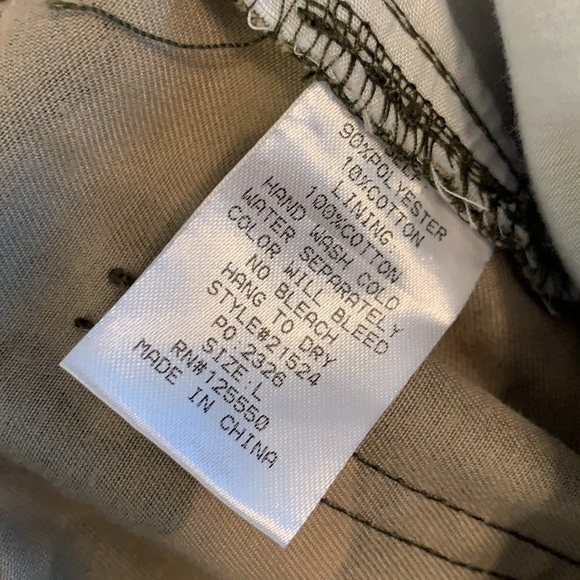 SELF:
90%POLYESTER
10%COTTON
LINING:
100%COTTON
HAND WASH COLD
WATER SEPARATELY
COLOR WILL BLEED
NO BLEACH
HANG TO DRY
STYLE#21524
PO:2326
SIZE:L
RN#125550
MADE IN CHINA